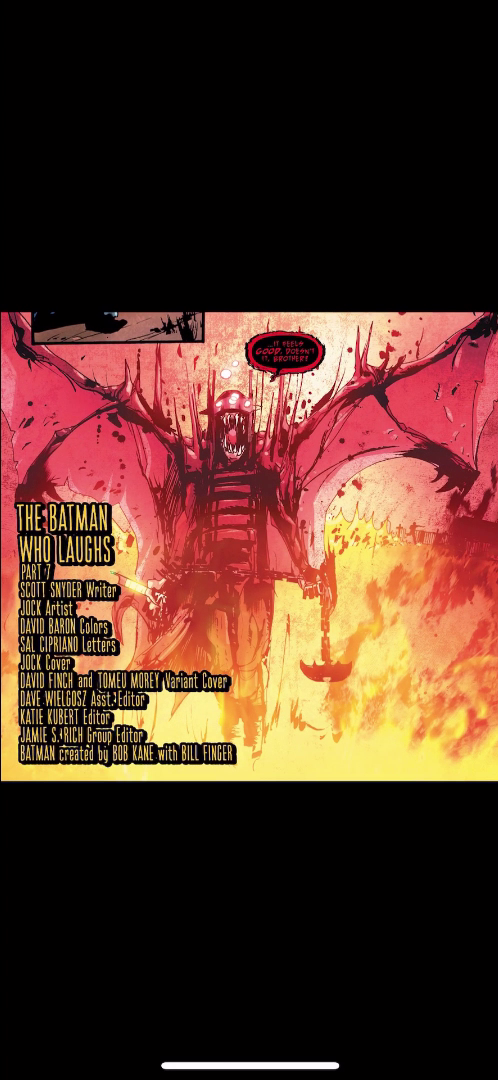 ...IT FEELS
GOOD, DOESN'T
IT, BROTHER?
THE BATMAN
WHO LAUGHS
PART 7
SCOTT SNYDER Writer
JOCK Artist
DAVID BARON Colors
SAL CIPRIANO Letters
JOCK Cover
DAVID FINCH and TOMEU MOREY Variant Cover
DAVE WIELGOSZ Asst. Editor
KATIE KUBERT Editor
JAMIE S. RICH Group Editor
BATMAN created by BOB KANE with BILL FINGER